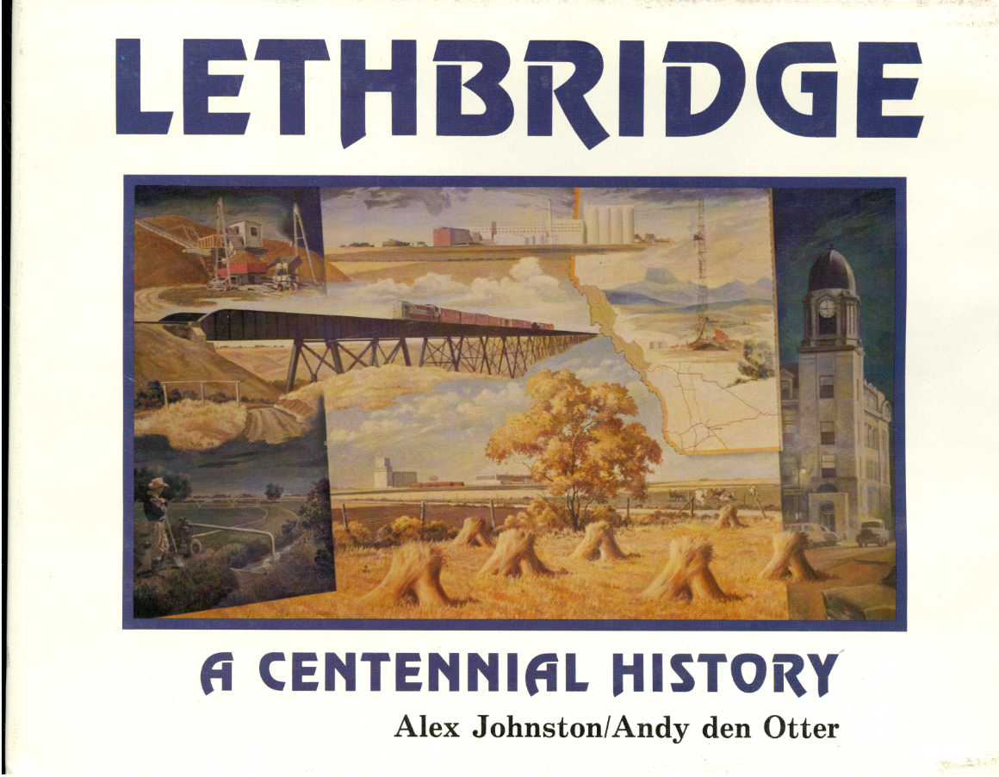 LETHBRIDGE
A CENTENNIAL HISTORY
Alex Johnston/Andy den Otter